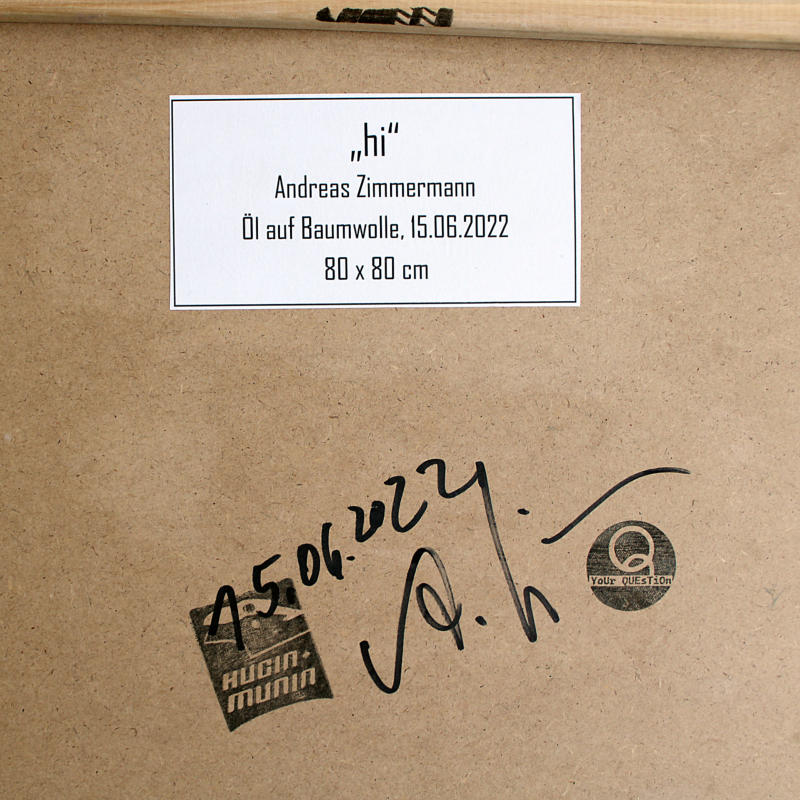 „hi“
Andreas Zimmermann
Öl auf Baumwolle, 15.06.2022
80 x 80 cm
15.06.2022
HUGIN+
MUNIN
YoUr QUEsTiOn